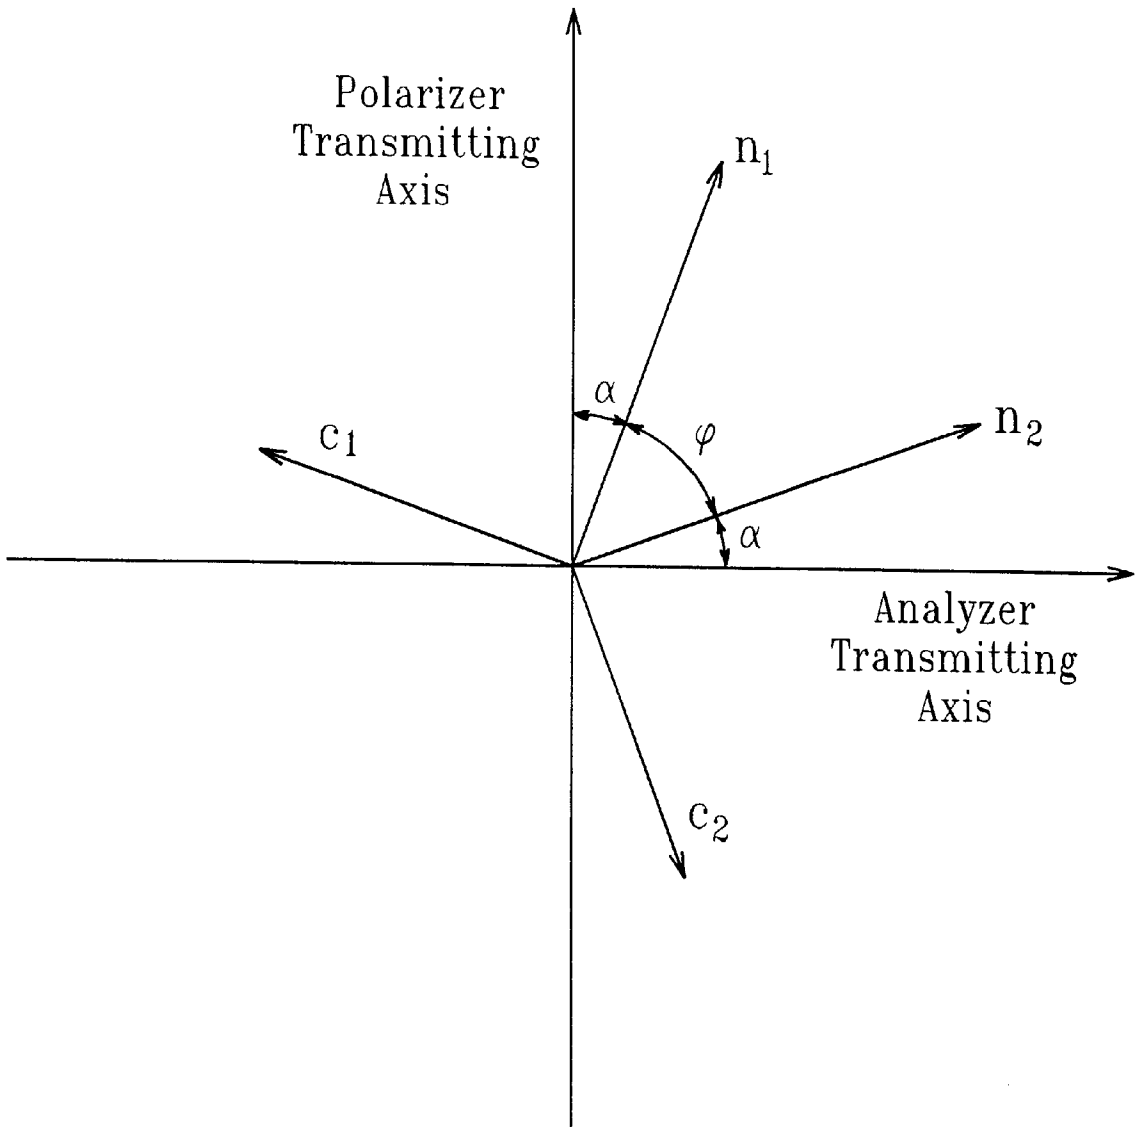 Polarizer
Transmitting
Axis
n₁
α
φ
n₂
c₁
α
Analyzer
Transmitting
Axis
c₂